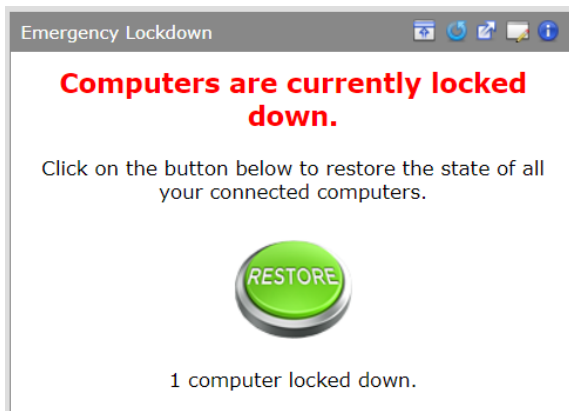 Emergency Lockdown
Computers are currently locked
down.
Click on the button below to restore the state of all
your connected computers.
RESTORE
1 computer locked down.